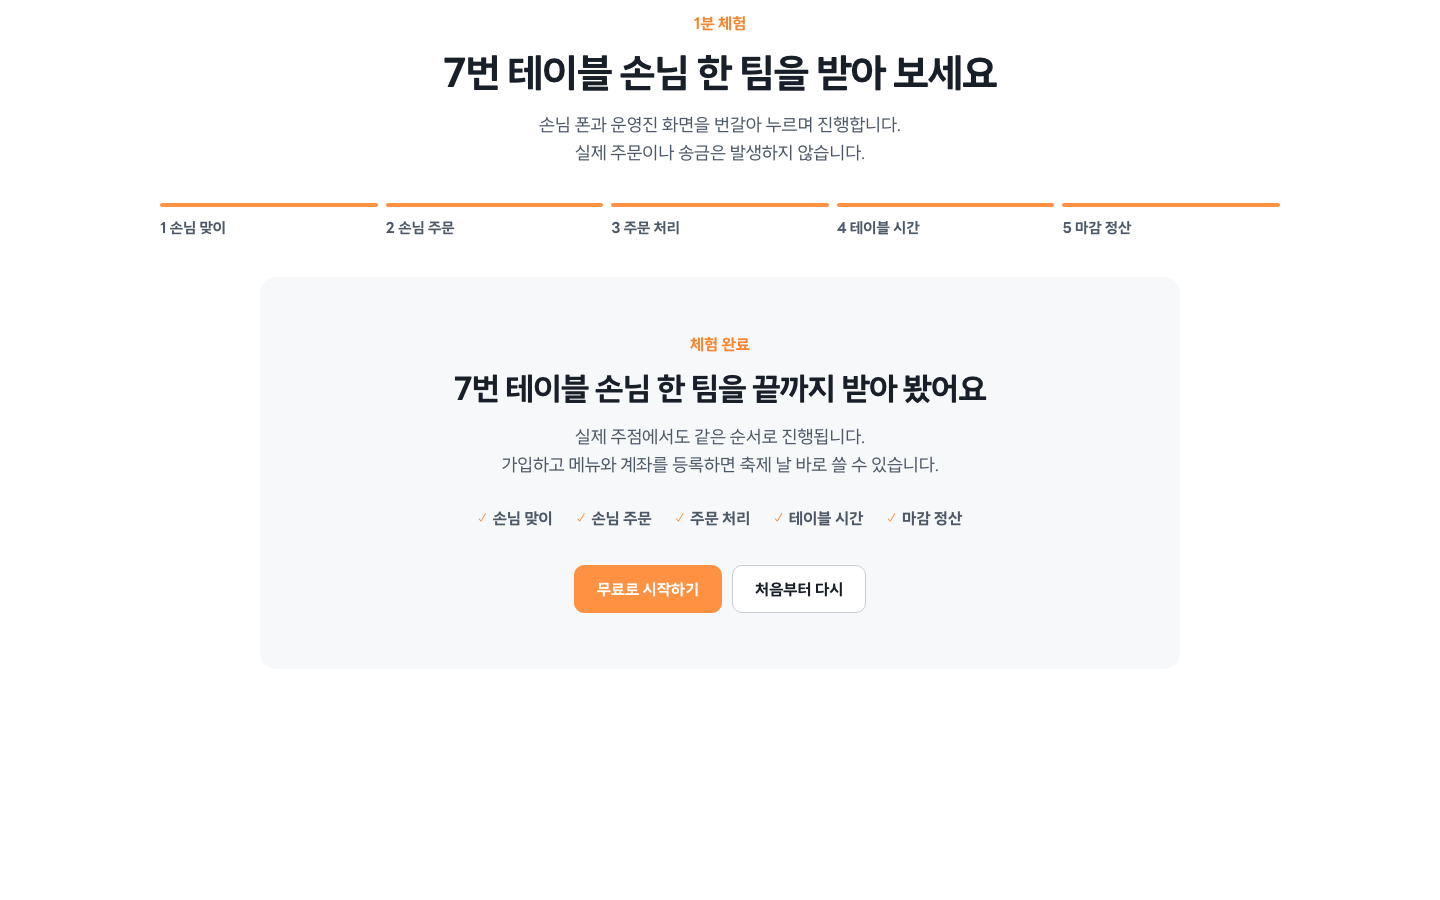 1분 체험
7번 테이블 손님 한 팀을 받아 보세요
손님 폰과 운영진 화면을 번갈아 누르며 진행합니다.
실제 주문이나 송금은 발생하지 않습니다.
1 손님 맞이
2 손님 주문
3 주문 처리
4 테이블 시간
5 마감 정산
체험 완료
7번 테이블 손님 한 팀을 끝까지 받아 봤어요
실제 주점에서도 같은 순서로 진행됩니다.
가입하고 메뉴와 계좌를 등록하면 축제 날 바로 쓸 수 있습니다.
✓ 손님 맞이 ✓ 손님 주문 ✓ 주문 처리 ✓ 테이블 시간 ✓ 마감 정산
무료로 시작하기
처음부터 다시